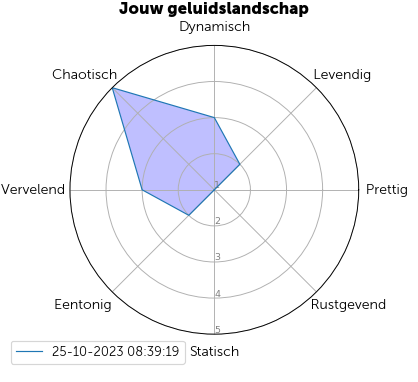 Jouw geluidslandschap
Dynamisch
Chaotisch
Levendig
Vervelend
1
Prettig
2
3
4
Eentonig
Rustgevend
5
25-10-2023 08:39:19
Statisch